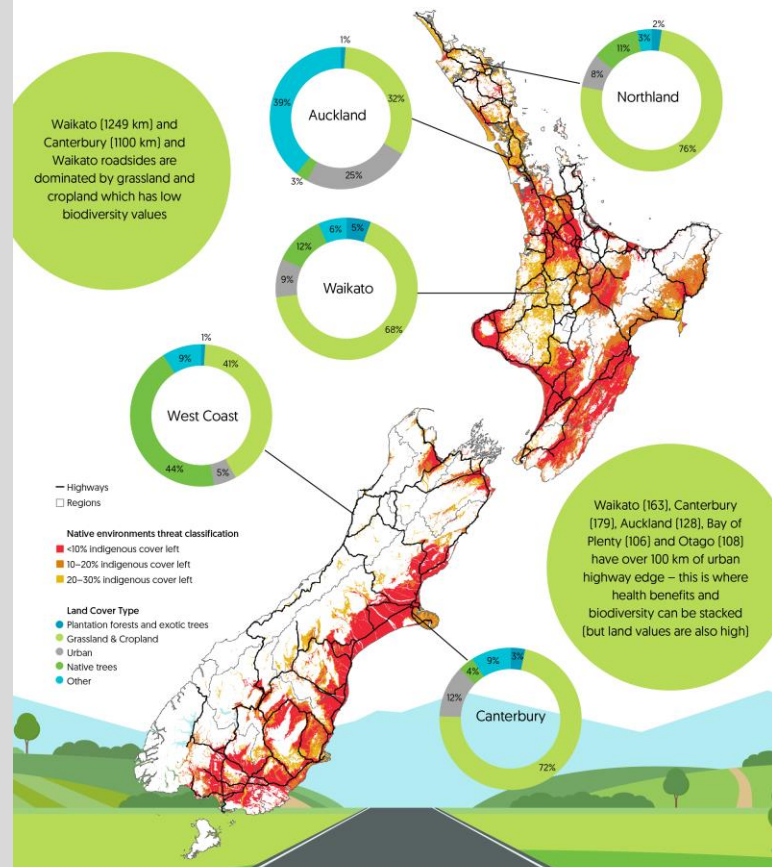 2%
3%
11%
8%
Northland
76%
1%
39%
32%
Auckland
3%
25%
Waikato (1249 km) and
Canterbury (1100 km) and
Waikato roadsides are
dominated by grassland and
cropland which has low
biodiversity values
6%
5%
12%
9%
Waikato
68%
1%
9%
41%
West Coast
44%
5%
Highways
Regions
Native environments threat classification
<10% indigenous cover left
10–20% indigenous cover left
20–30% indigenous cover left
Land Cover Type
Plantation forests and exotic trees
Grassland & Cropland
Urban
Native trees
Other
Waikato (163), Canterbury
(179), Auckland (128), Bay of
Plenty (106) and Otago (108)
have over 100 km of urban
highway edge – this is where
health benefits and
biodiversity can be stacked
(but land values are also high)
9%
3%
4%
12%
Canterbury
72%